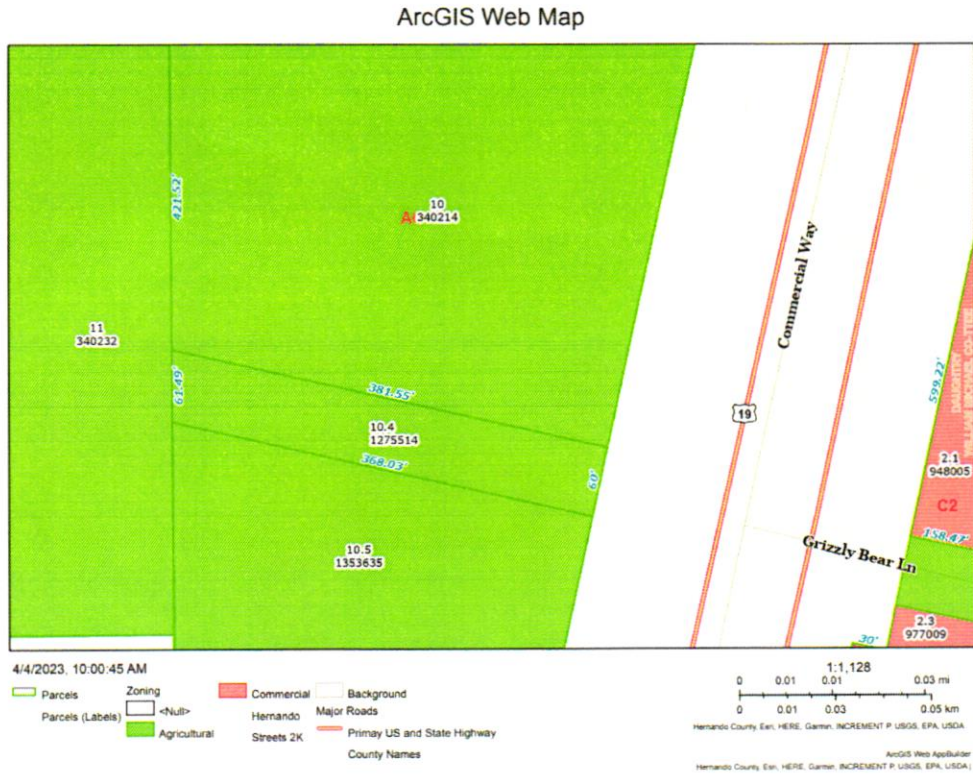 ArcGIS Web Map
421.52'
10
340214
11
340232
61.49'
381.55'
10.4
1275514
368.03'
60'
10.5
1353635
Commercial Way
19
599.22'
DAUGHTRY
WILLIAM MICHAEL CO-TTEE
2.1
948005
C2
158.47'
Grizzly Bear Ln
2.3
977009
30'
4/4/2023, 10:00:45 AM
Parcels
Parcels (Labels)
Zoning
<Null>
Agricultural
Commercial
Hernando
Streets 2K
Background
Major Roads
Primay US and State Highway
County Names
1:1,128
0 0.01 0.01 0.03 mi
0 0.01 0.03 0.05 km
Hernando County, Esri, HERE, Garmin, INCREMENT P, USGS, EPA, USDA
ArcGIS Web AppBuilder
Hernando County, Esri, HERE, Garmin, INCREMENT P, USGS, EPA, USDA |